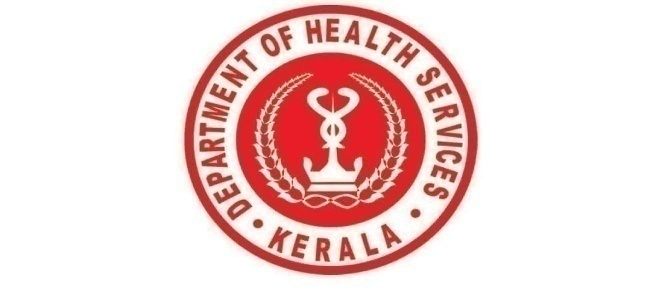 DEPARTMENT OF HEALTH SERVICES
KERALA